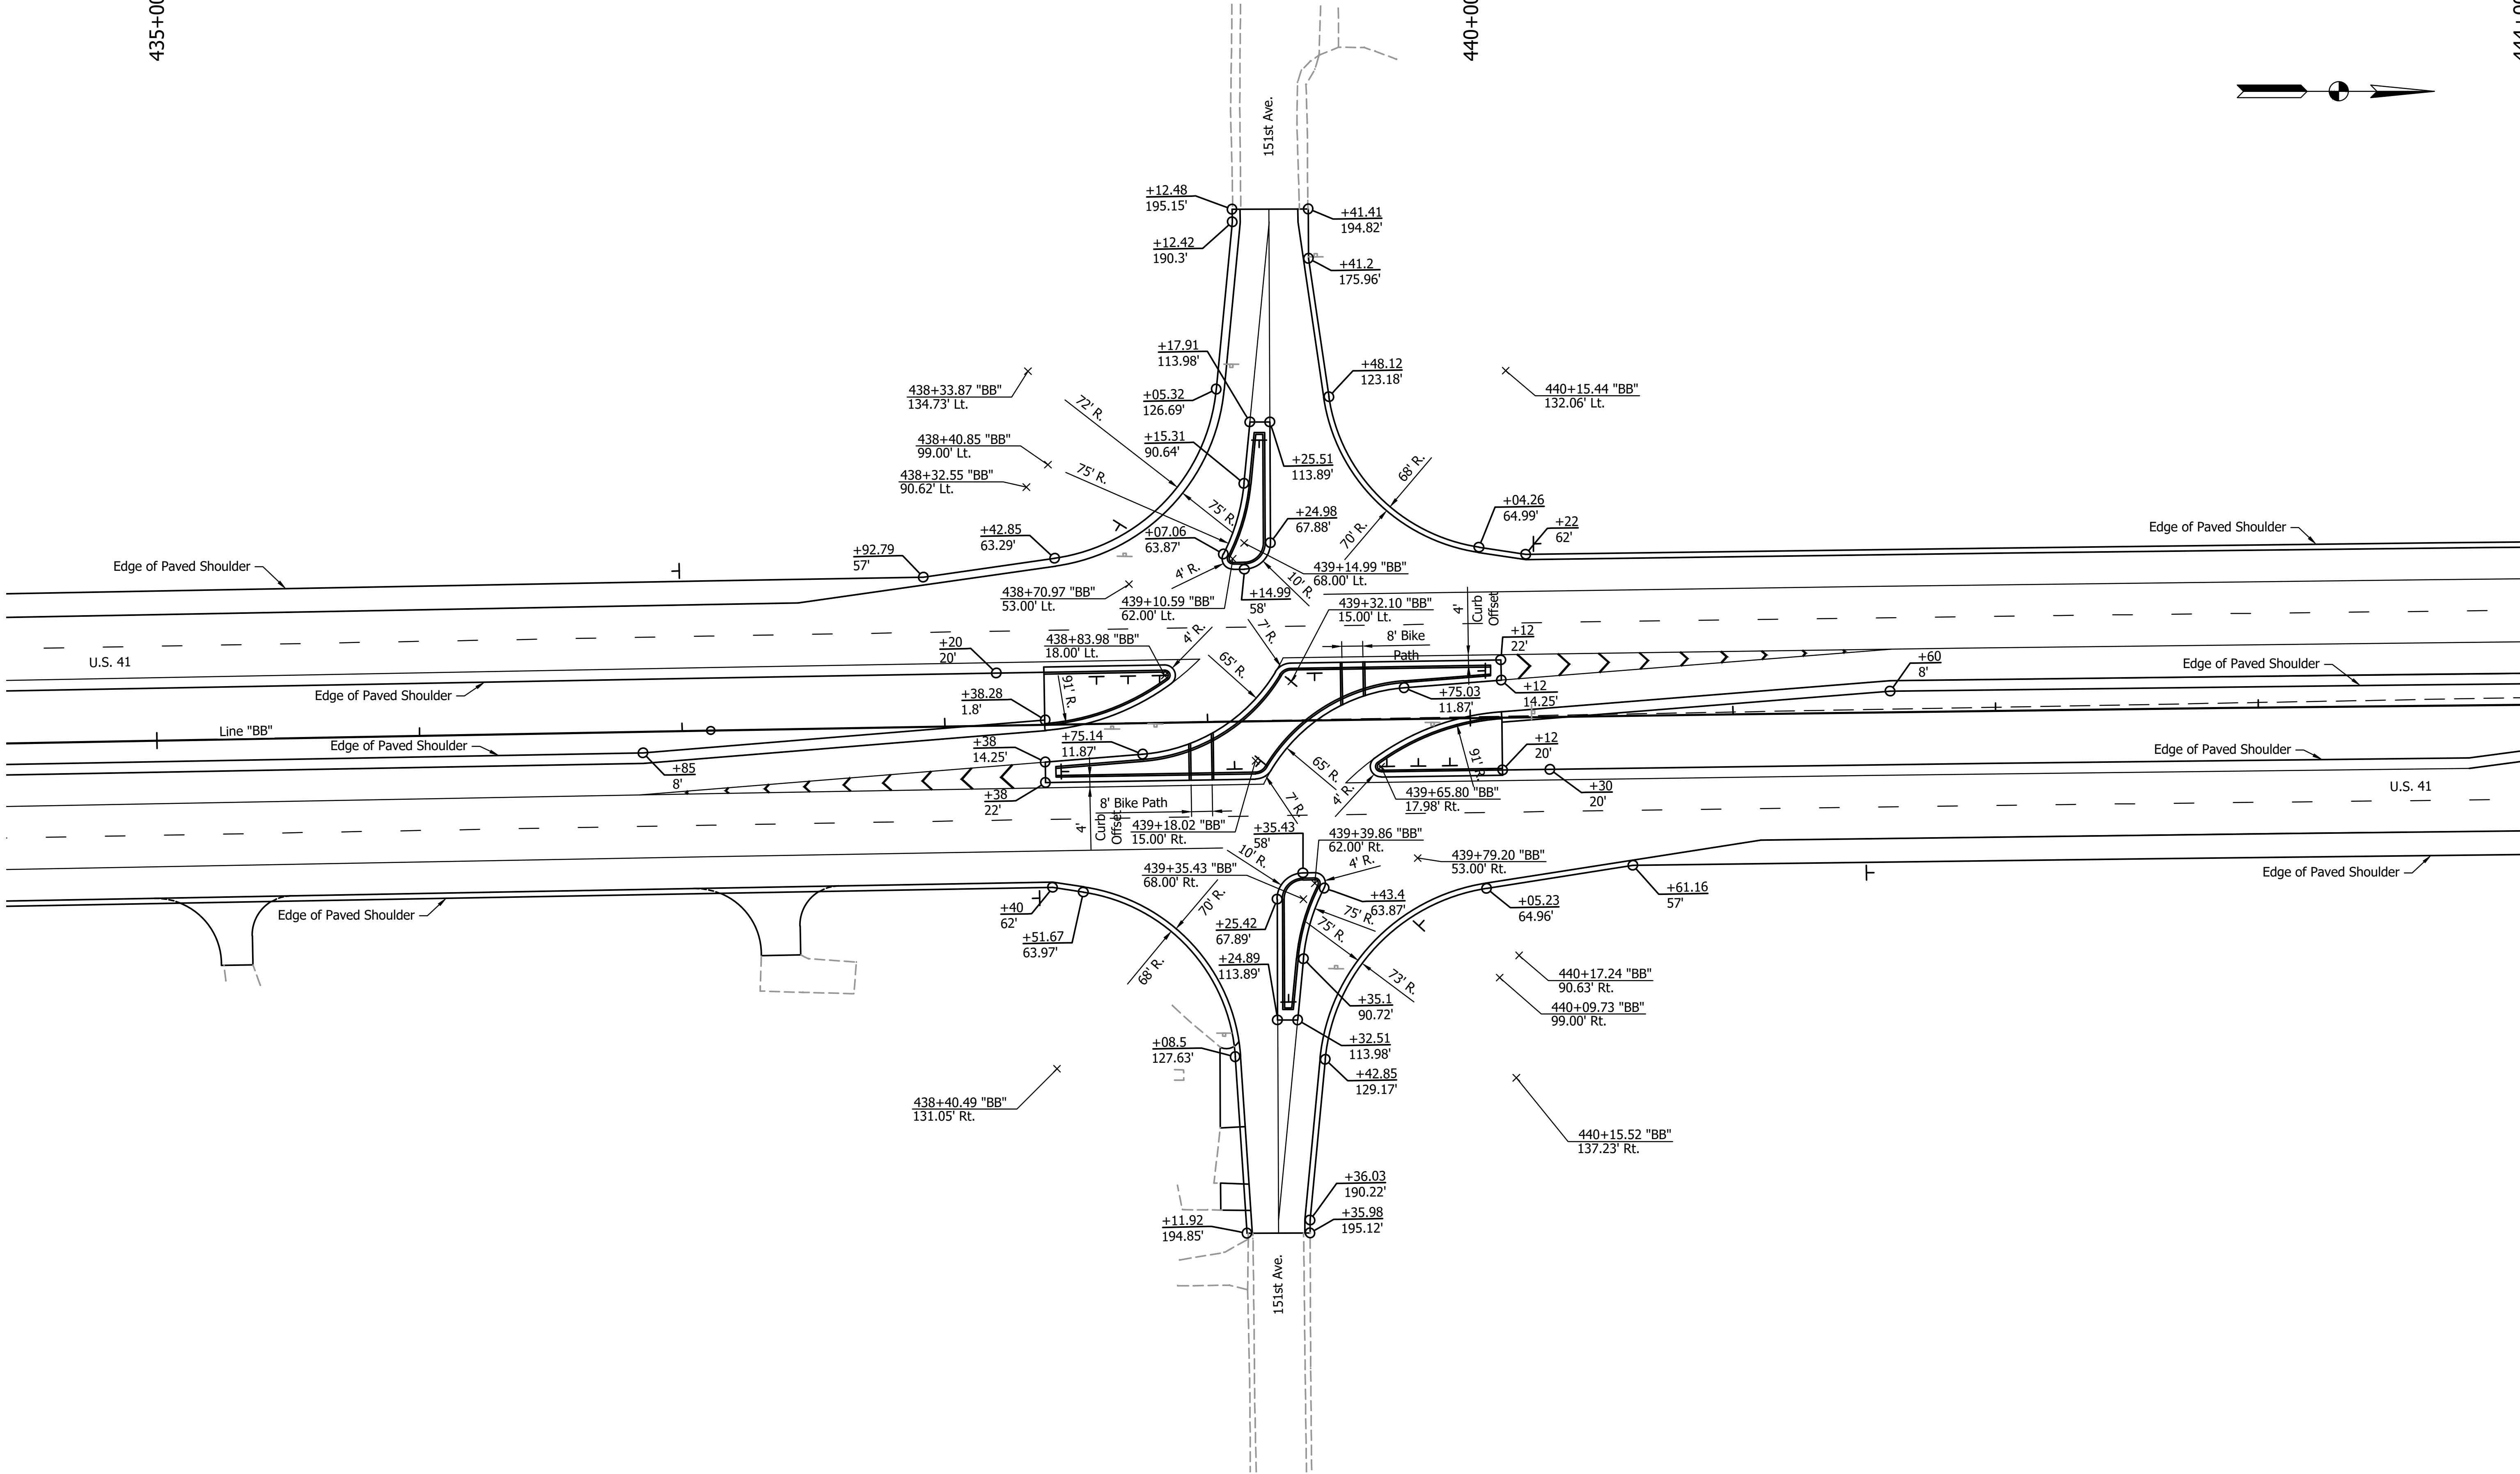 435+00
440+00
444+00
151st Ave.
+12.48
195.15'
+12.42
190.3'
+41.41
194.82'
+41.2
175.96'
+17.91
113.98'
+48.12
123.18'
438+33.87 "BB"
134.73' Lt.
+05.32
126.69'
72' R.
440+15.44 "BB"
132.06' Lt.
438+40.85 "BB"
99.00' Lt.
+15.31
90.64'
+25.51
113.89'
68' R.
438+32.55 "BB"
90.62' Lt.
75' R.
75' R.
+24.98
67.88'
70' R.
+04.26
64.99'
+22
62'
Edge of Paved Shoulder
+42.85
63.29'
+07.06
63.87'
+92.79
57'
Edge of Paved Shoulder
4' R.
439+14.99 "BB"
68.00' Lt.
10' R.
438+70.97 "BB"
53.00' Lt.
439+10.59 "BB"
62.00' Lt.
+14.99
58'
439+32.10 "BB"
15.00' Lt.
4'
Curb
Offset
+20
20'
438+83.98 "BB"
18.00' Lt.
4' R.
7' R.
8' Bike
Path
+12
22'
U.S. 41
65' R.
+60
8'
Edge of Paved Shoulder
Edge of Paved Shoulder
91' R.
+38.28
1.8'
+75.03
11.87'
+12
14.25'
Line "BB"
Edge of Paved Shoulder
+38
14.25'
+75.14
11.87'
+12
20'
Edge of Paved Shoulder
+85
8'
65' R.
91' R.
+38
22'
8' Bike Path
4' R.
439+65.80 "BB"
17.98' Rt.
+30
20'
U.S. 41
7' R.
4'
Curb
Offset
439+18.02 "BB"
15.00' Rt.
+35.43
58'
439+39.86 "BB"
62.00' Rt.
10' R.
4' R.
439+79.20 "BB"
53.00' Rt.
439+35.43 "BB"
68.00' Rt.
Edge of Paved Shoulder
+43.4
63.87'
+61.16
57'
+05.23
64.96'
Edge of Paved Shoulder
+40
62'
70' R.
75' R.
+25.42
67.89'
75' R.
+51.67
63.97'
+24.89
113.89'
68' R.
73' R.
440+17.24 "BB"
90.63' Rt.
+35.1
90.72'
440+09.73 "BB"
99.00' Rt.
+08.5
127.63'
+32.51
113.98'
+42.85
129.17'
438+40.49 "BB"
131.05' Rt.
440+15.52 "BB"
137.23' Rt.
+36.03
190.22'
+11.92
194.85'
+35.98
195.12'
151st Ave.